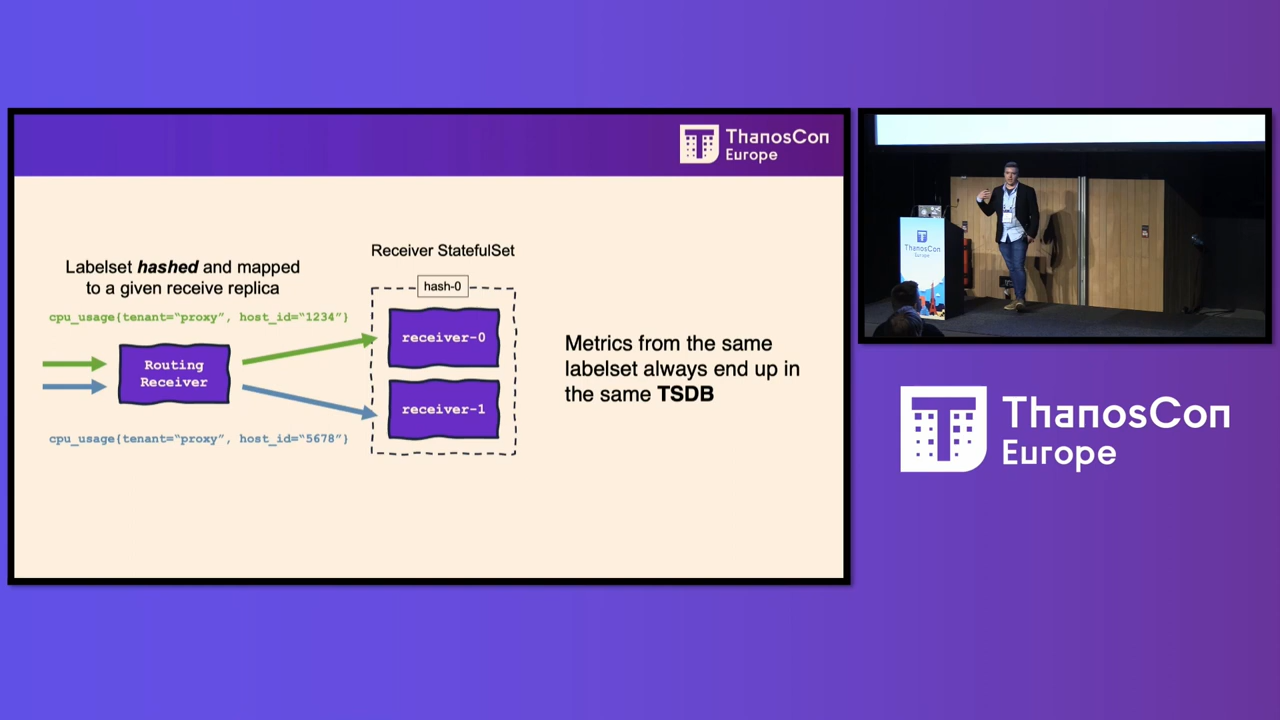 ThanosCon
Europe
Labelset hashed and mapped
to a given receive replica
cpu_usage{tenant=“proxy”, host_id=“1234”}
Routing
Receiver
cpu_usage{tenant=“proxy”, host_id=“5678”}
Receiver StatefulSet
hash-0
receiver-0
receiver-1
Metrics from the same
labelset always end up in
the same TSDB
ThanosCon
Europe
ThanosCon
Europe